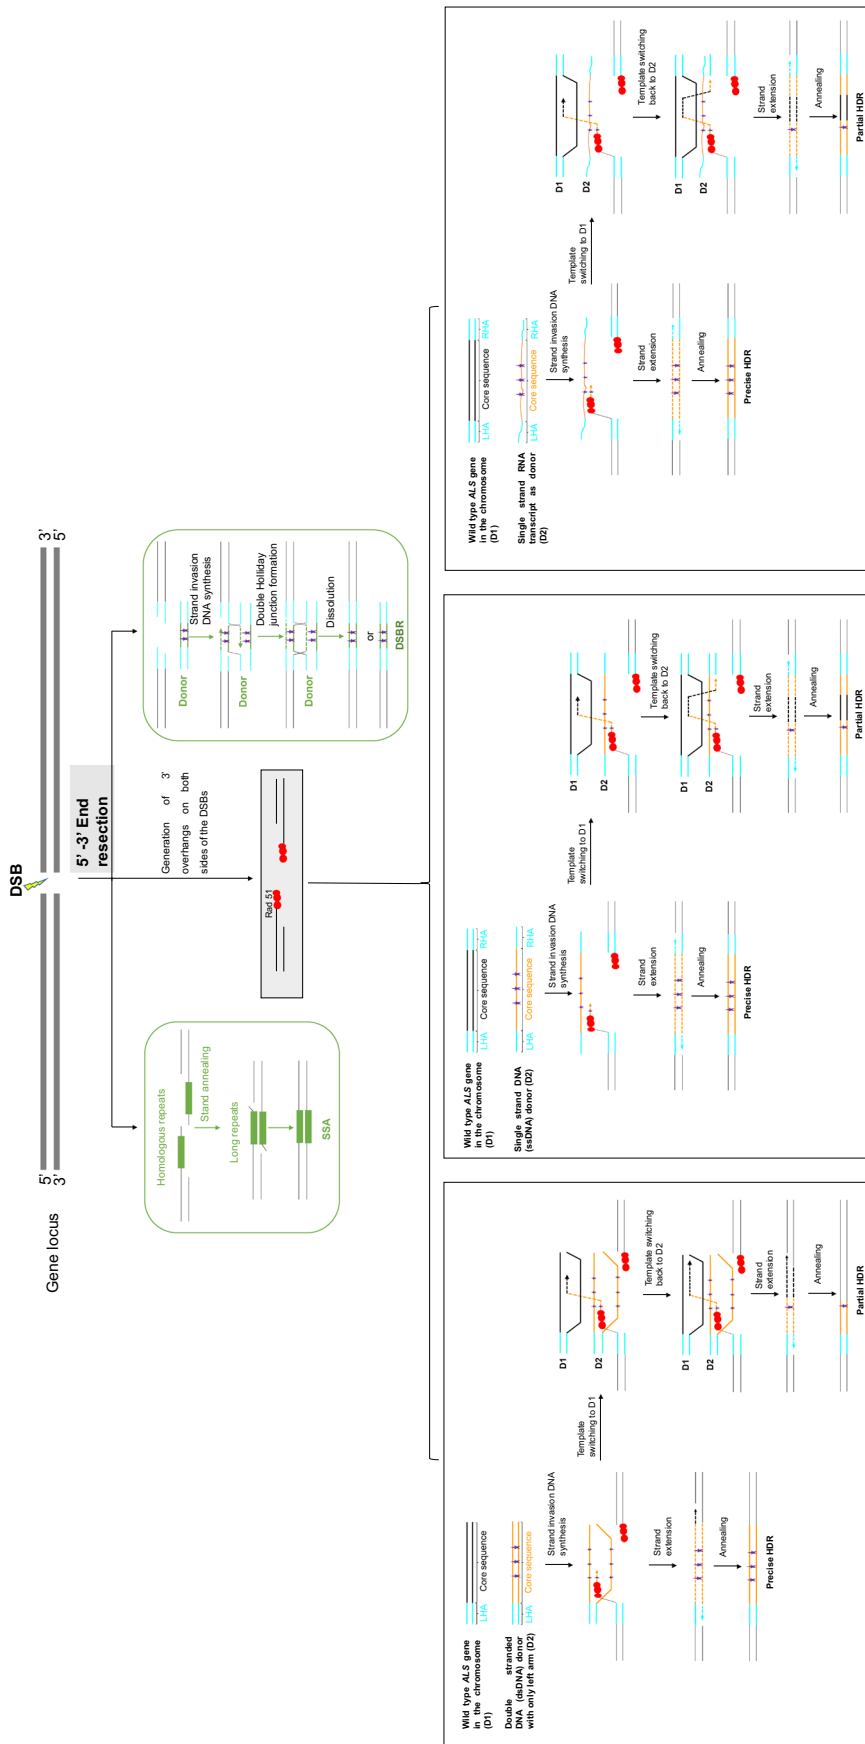 DSB
5’
3’
3’
5’
Gene locus
5’ -3’ End
resection
Generation of 3’
overhangs on both
sides of the DSBs
Rad 51
Homologous repeats
Stand annealing
Long repeats
SSA
Donor
Strand invasion
DNA synthesis
Donor
Double Holliday
junction formation
Donor
Dissolution
or
DSBR
Wild type ALS gene
in the chromosome
(D1)
LHA
Core sequence
Double stranded
DNA (dsDNA) donor
with only left arm (D2)
LHA
Core sequence
Strand invasion DNA
synthesis
Strand
extension
Annealing
Precise HDR
Template
switching to D1
D1
D2
Template switching
back to D2
D1
D2
Strand
extension
Annealing
Partial HDR
Wild type ALS gene
in the chromosome
(D1)
LHA
Core sequence
RHA
Single strand DNA
(ssDNA) donor (D2)
LHA
Core sequence
RHA
Strand invasion DNA
synthesis
Strand
extension
Annealing
Precise HDR
Template
switching to D1
D1
D2
Template switching
back to D2
D1
D2
Strand
extension
Annealing
Partial HDR
Wild type ALS gene
in the chromosome
(D1)
LHA
Core sequence
RHA
Single strand RNA
transcript as donor
(D2)
LHA
Core sequence
RHA
Strand invasion DNA
synthesis
Strand
extension
Annealing
Precise HDR
Template
switching to D1
D1
D2
Template switching
back to D2
D1
D2
Strand
extension
Annealing
Partial HDR